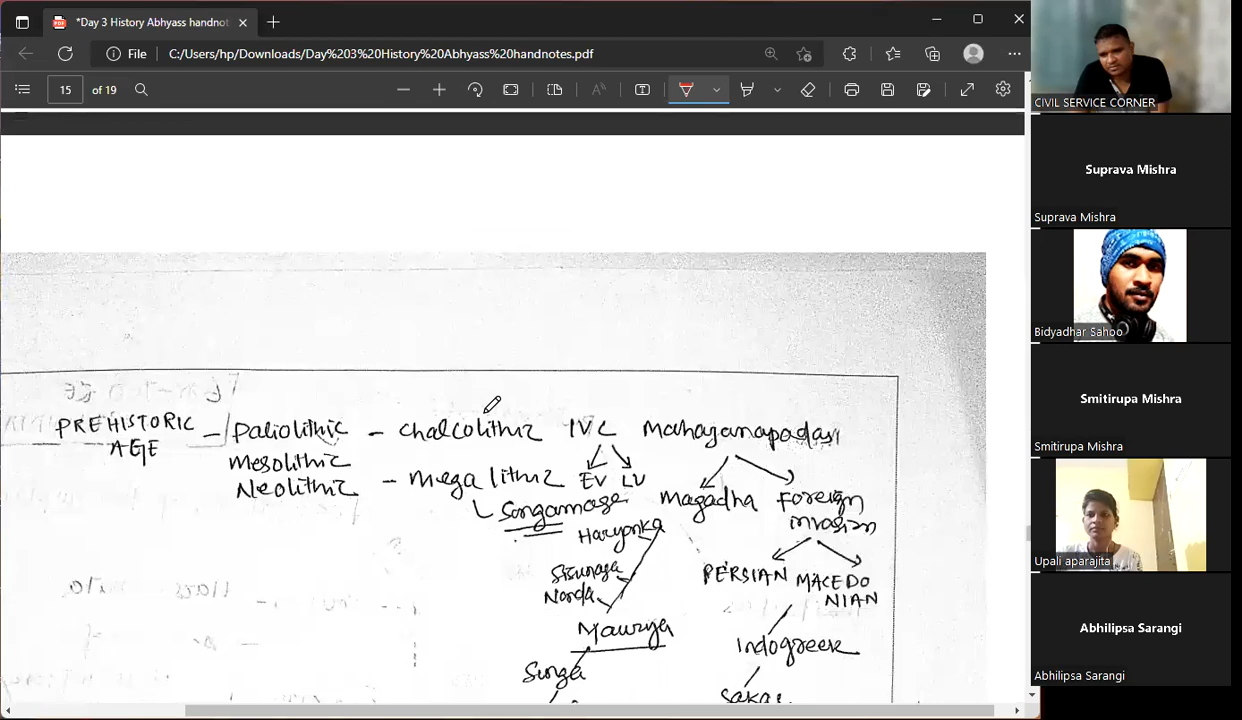 *Day 3 History Abhyass handnot
File C:/Users/hp/Downloads/Day%203%20History%20Abhyass%20handnotes.pdf
15 of 19
CIVIL SERVICE CORNER
Suprava Mishra
Suprava Mishra
Bidyadhar Sahoo
Smitirupa Mishra
Smitirupa Mishra
Upali aparajita
Abhilipsa Sarangi
Abhilipsa Sarangi
PREHISTORIC AGE - Paliolithic - Chalcolithic IVC Mahajanapadas
Mesolithic
Neolithic - Megalithic EV LV Magadha Foreign invasion
Sangamage
Haryanka
Sisunaga
Nanda
PERSIAN MACEDONIAN
Maurya
Indogreek
Sunga
Sakas